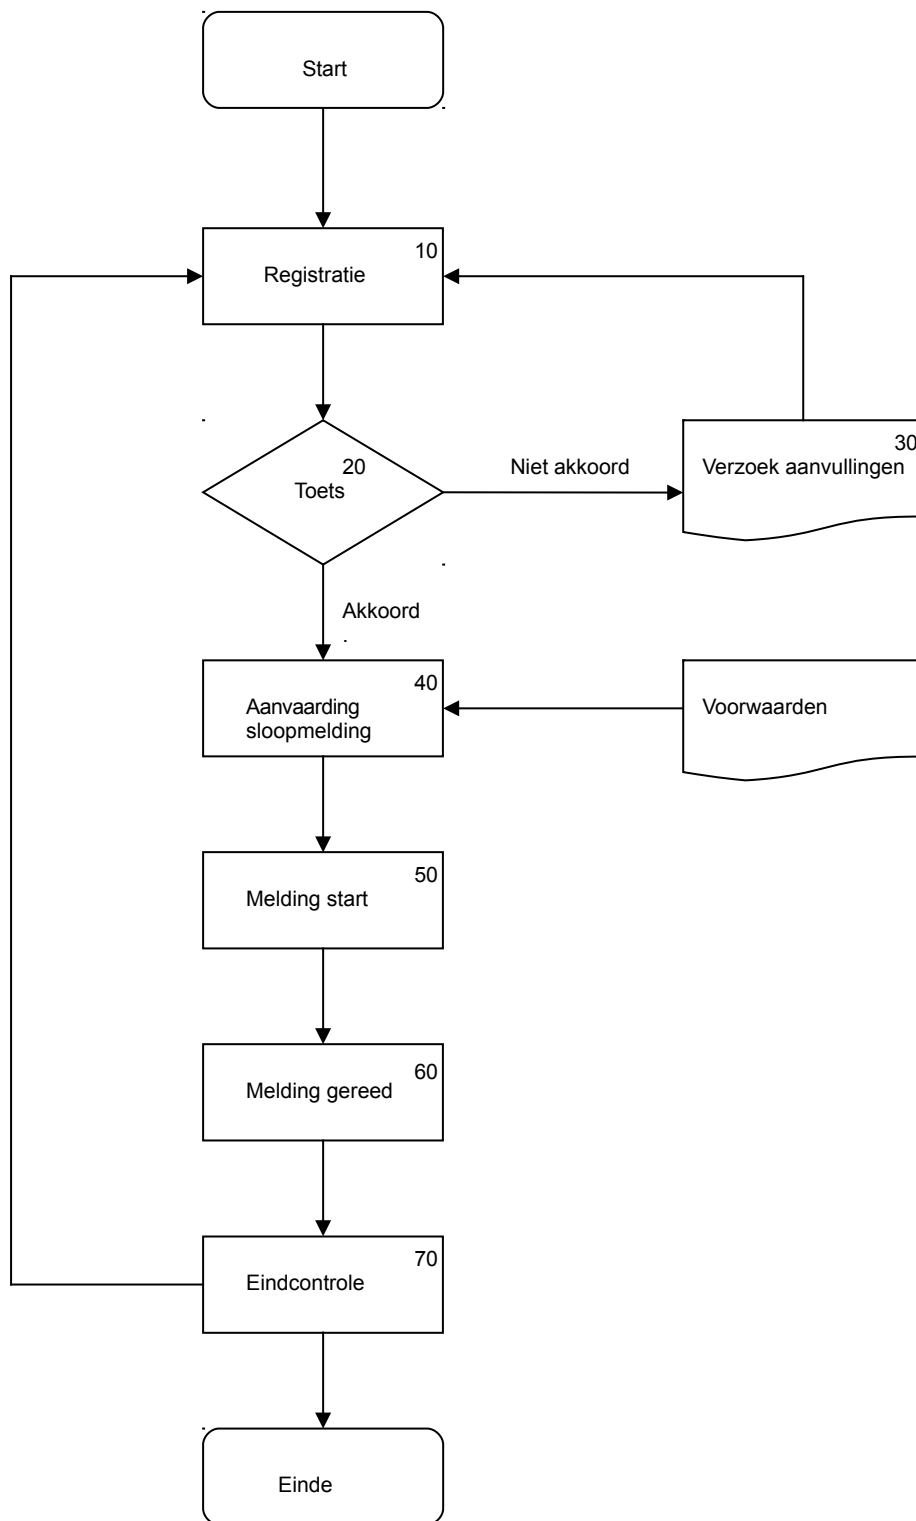 Start
10
Registratie
20
Toets
Niet akkoord
30
Verzoek aanvullingen
Akkoord
40
Aanvaarding
sloopmelding
Voorwaarden
50
Melding start
60
Melding gereed
70
Eindcontrole
Einde